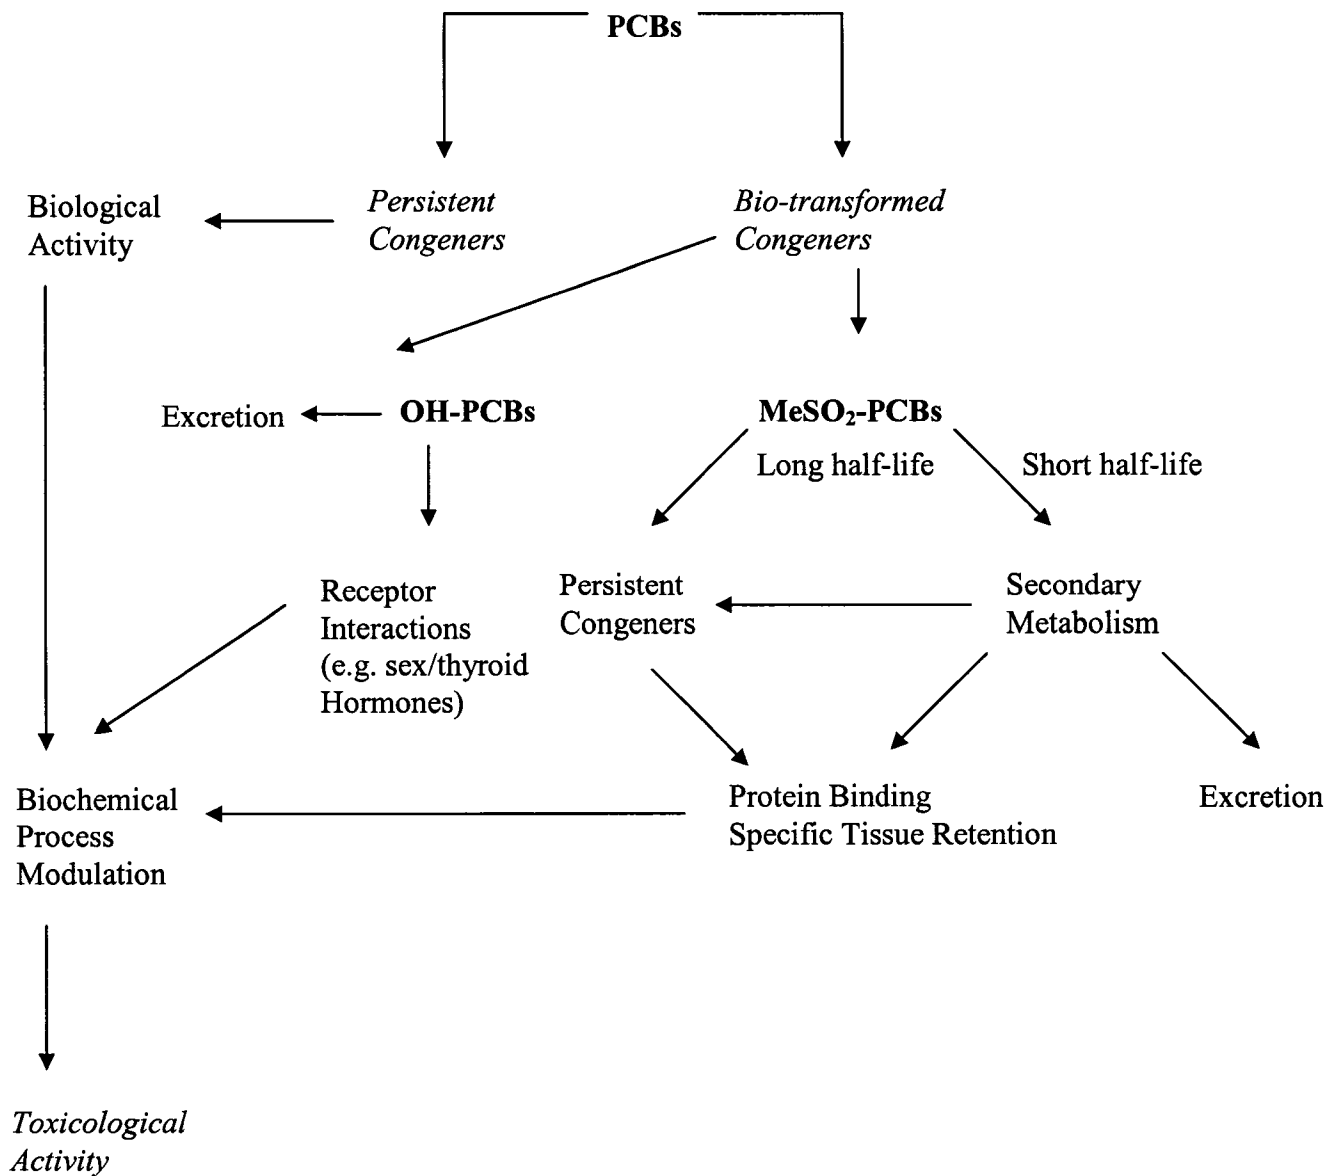 PCBs
Biological
Activity
Persistent
Congeners
Bio-transformed
Congeners
Excretion
OH-PCBs
MeSO₂-PCBs
Long half-life
Short half-life
Receptor
Interactions
(e.g. sex/thyroid
Hormones)
Persistent
Congeners
Secondary
Metabolism
Biochemical
Process
Modulation
Protein Binding
Specific Tissue Retention
Excretion
Toxicological
Activity